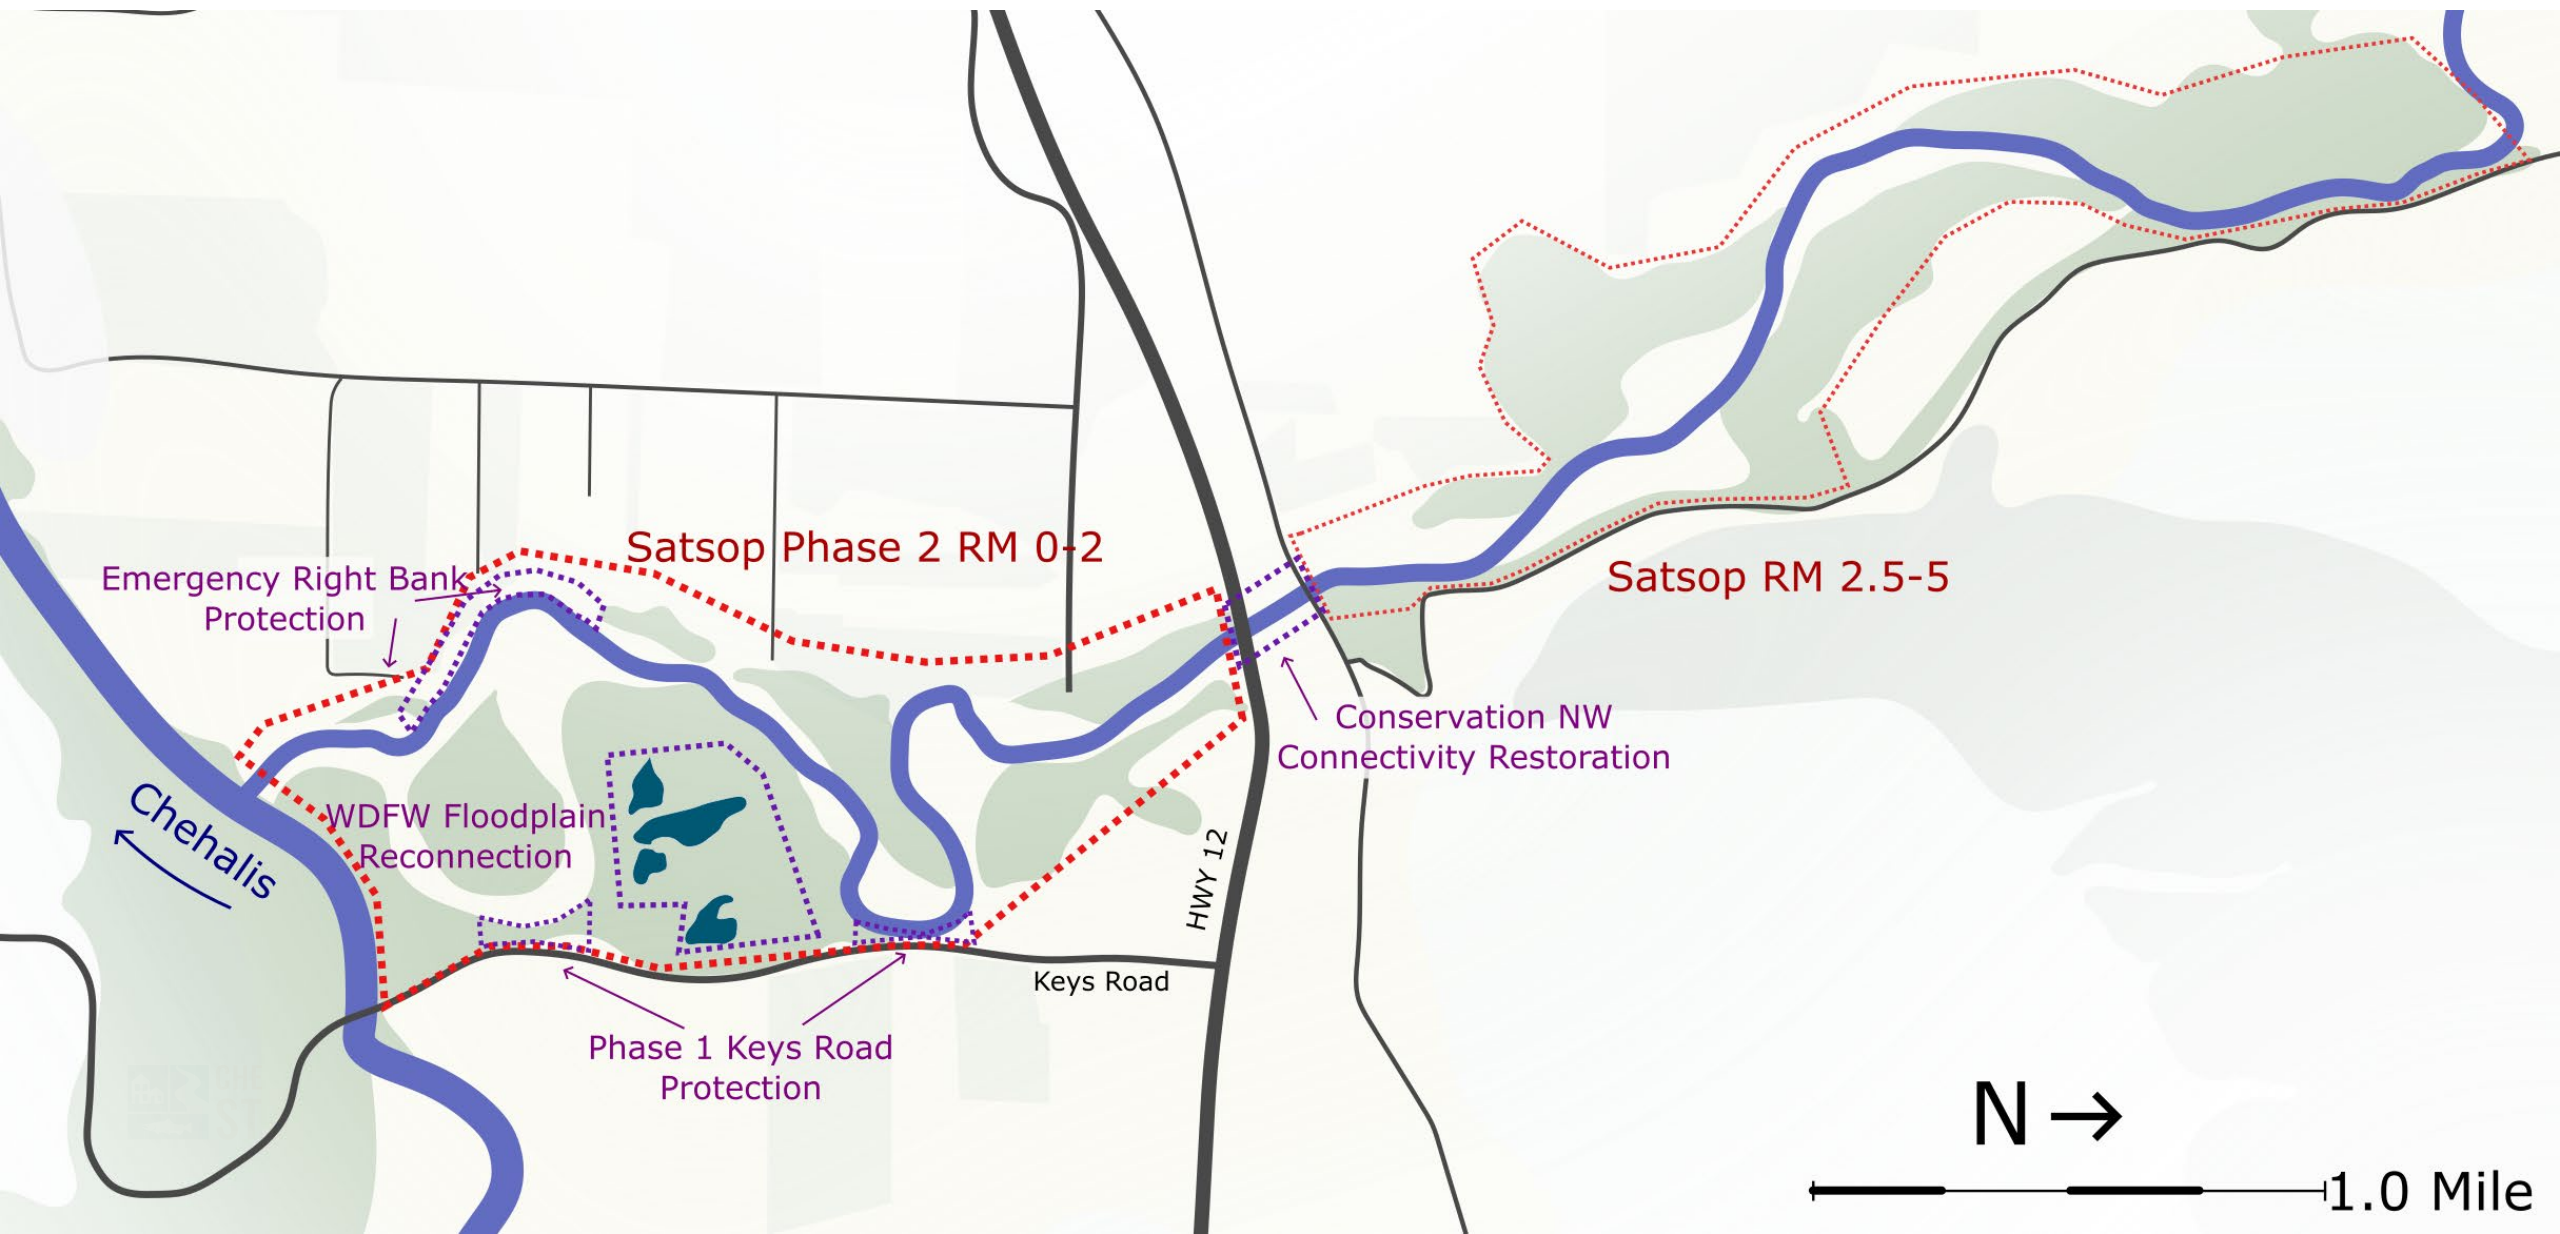 Satsop Phase 2 RM 0-2
Emergency Right Bank
Protection
Satsop RM 2.5-5
Conservation NW
Connectivity Restoration
Chehalis
WDFW Floodplain
Reconnection
HWY 12
Keys Road
Phase 1 Keys Road
Protection
N
1.0 Mile